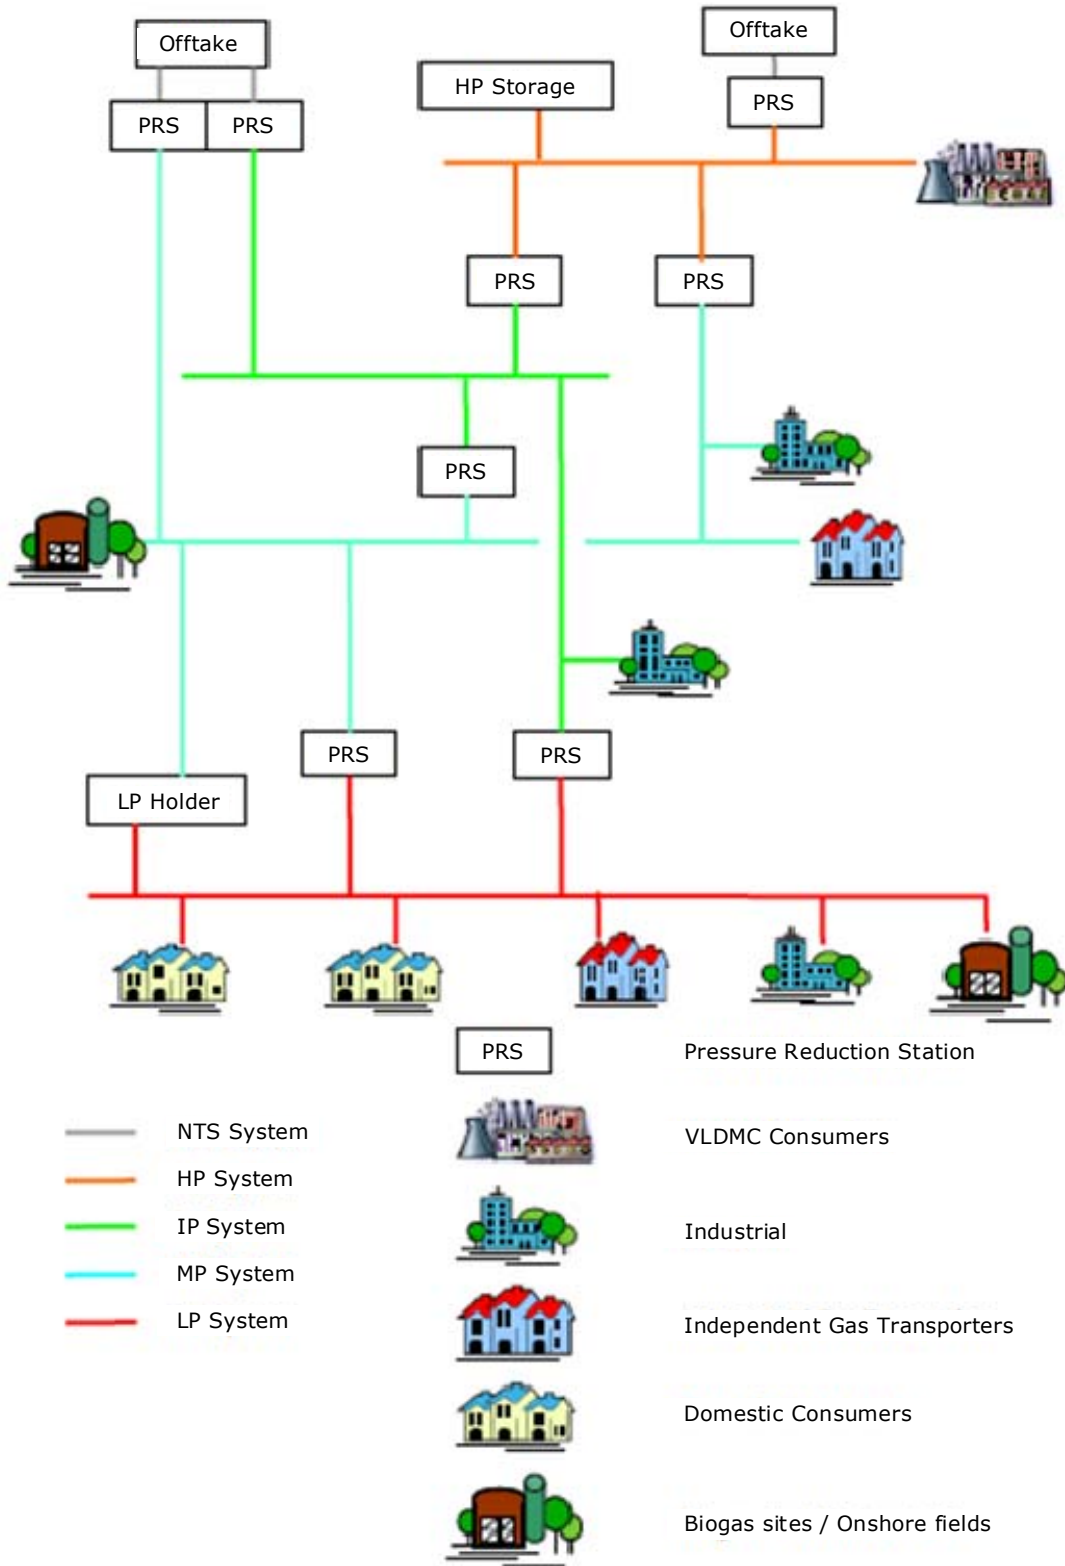 Offtake
Offtake
HP Storage
PRS
PRS
PRS
PRS
PRS
PRS
PRS
PRS
LP Holder
PRS
Pressure Reduction Station
NTS System
VLDMC Consumers
HP System
IP System
Industrial
MP System
LP System
Independent Gas Transporters
Domestic Consumers
Biogas sites / Onshore fields